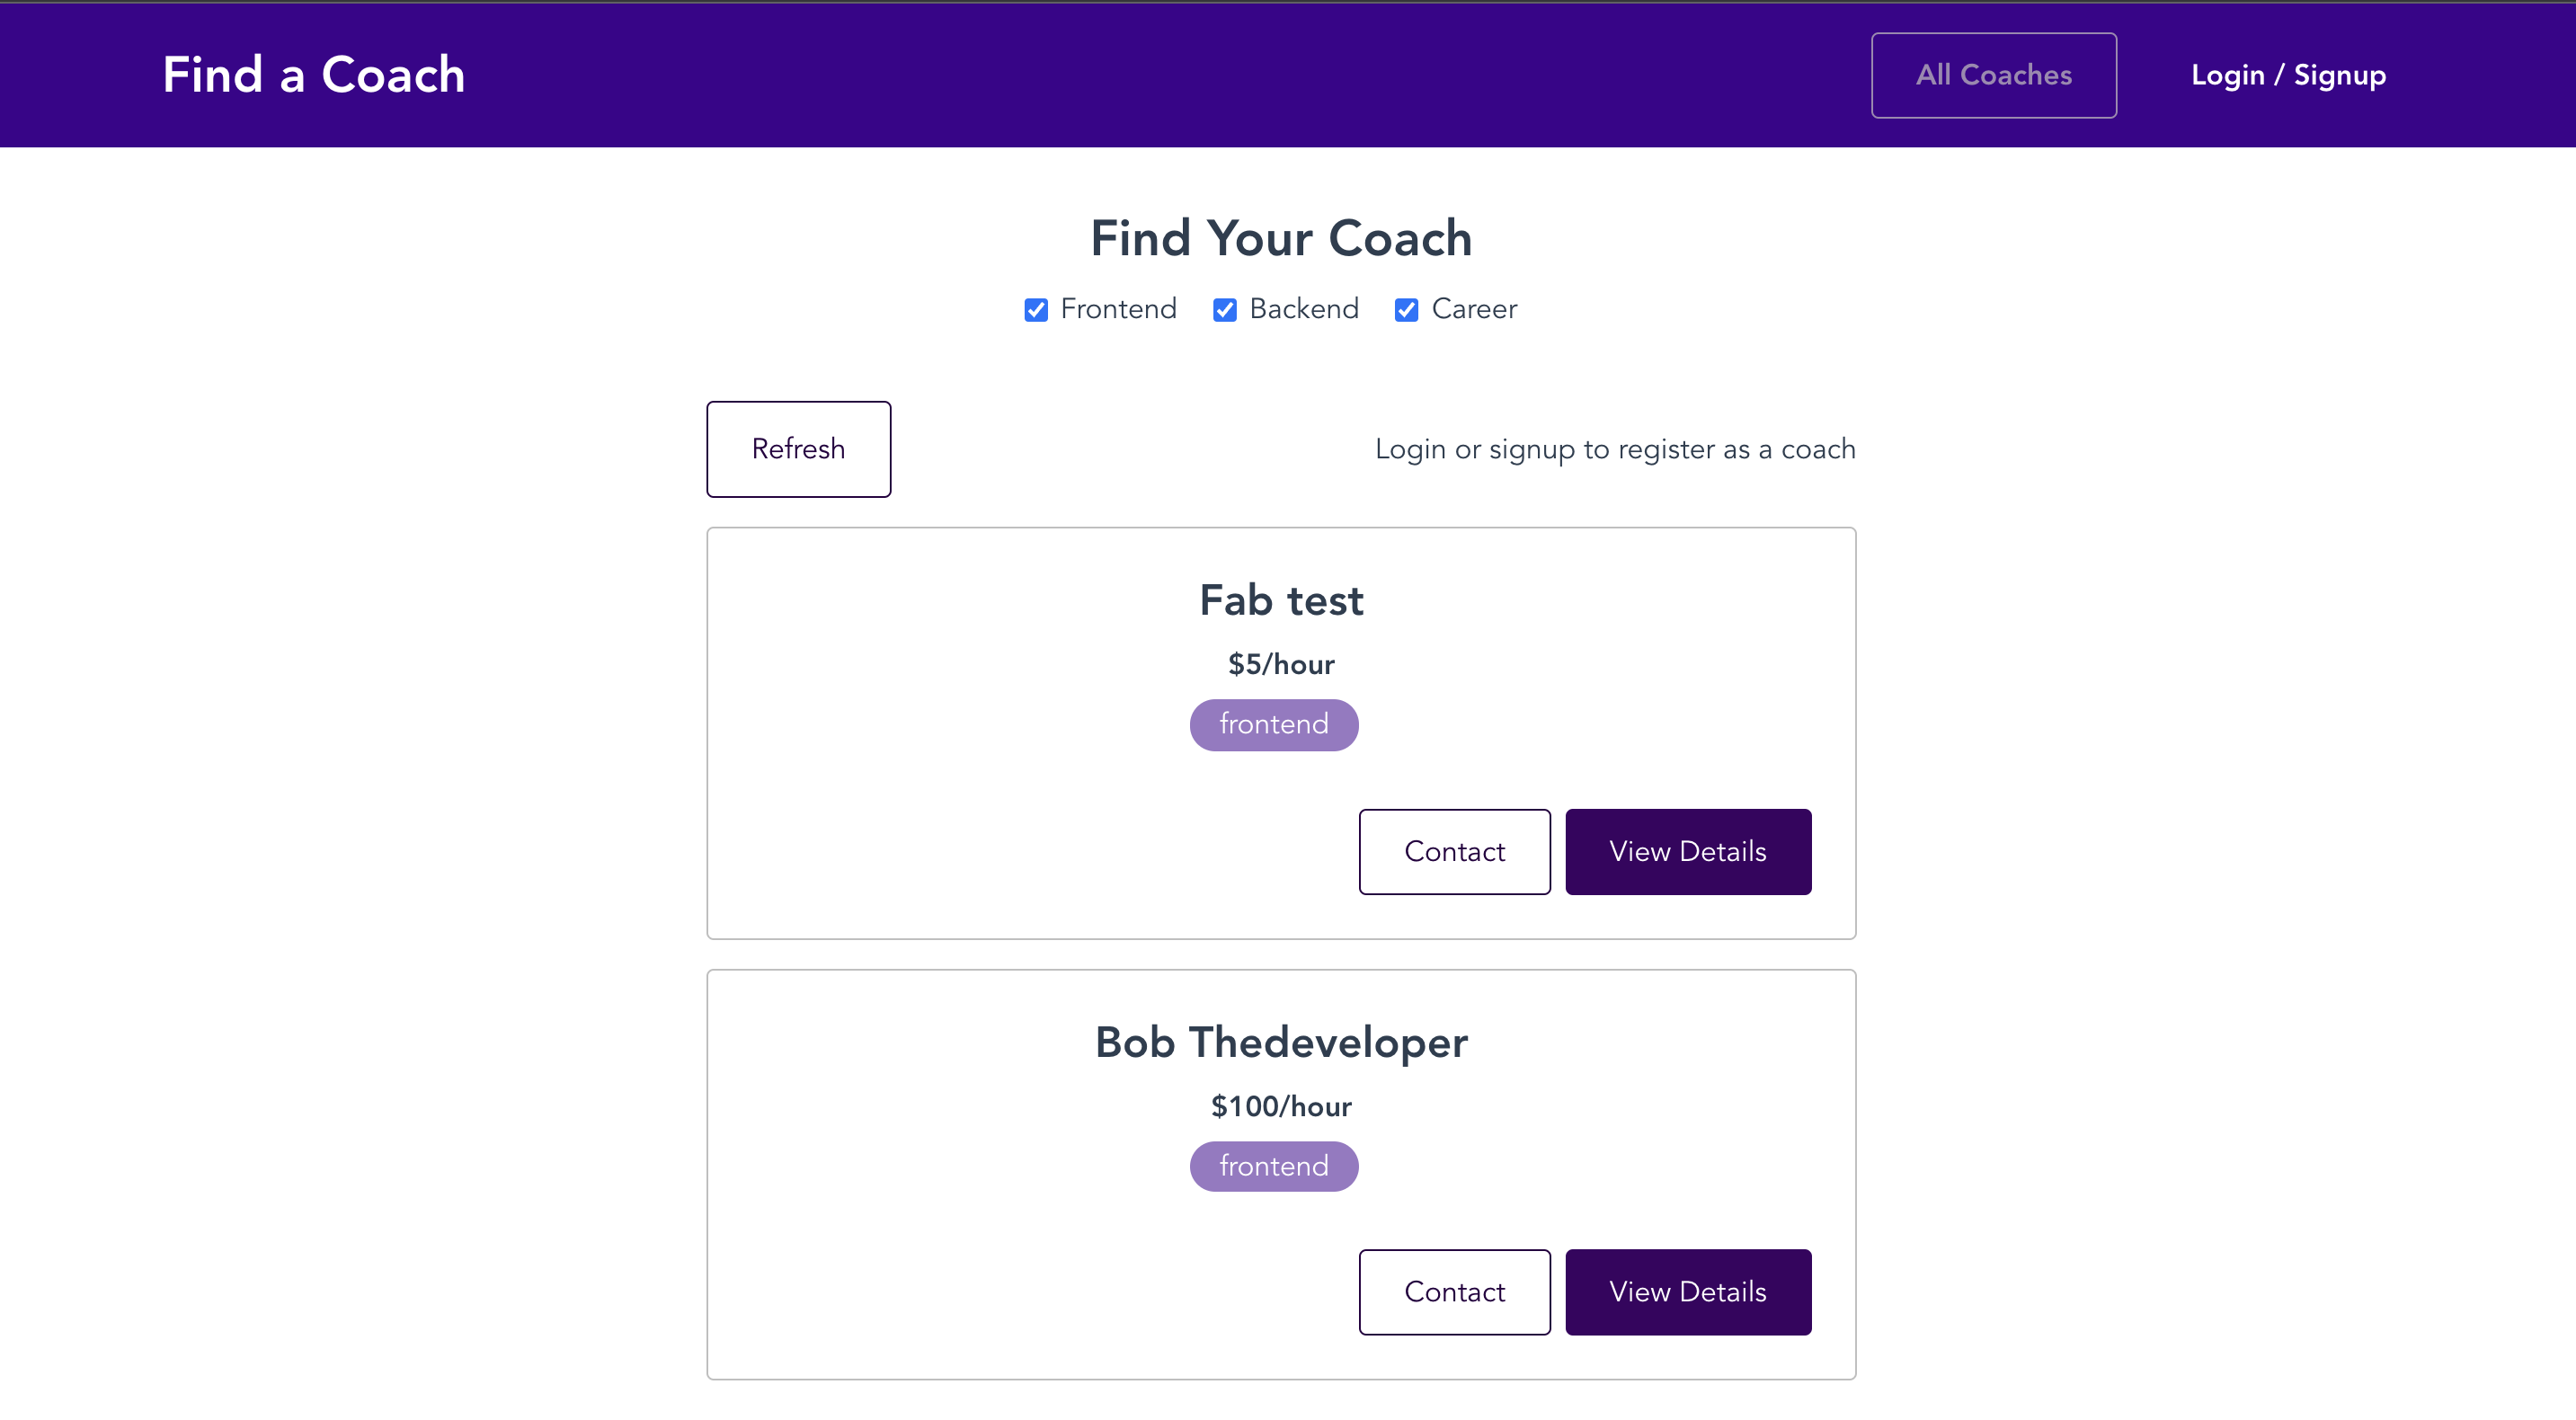 Find a Coach
All Coaches
Login / Signup
Find Your Coach
Frontend Backend Career
Refresh
Login or signup to register as a coach
Fab test
$5/hour
frontend
Contact
View Details
Bob Thedeveloper
$100/hour
frontend
Contact
View Details